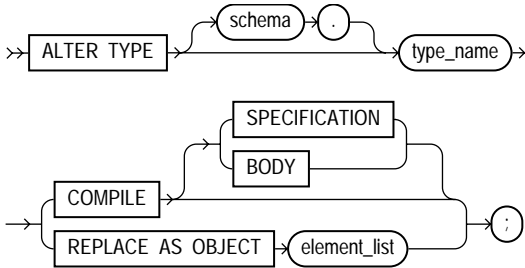 schema .
ALTER TYPE type_name
SPECIFICATION
BODY
COMPILE
REPLACE AS OBJECT element_list ;